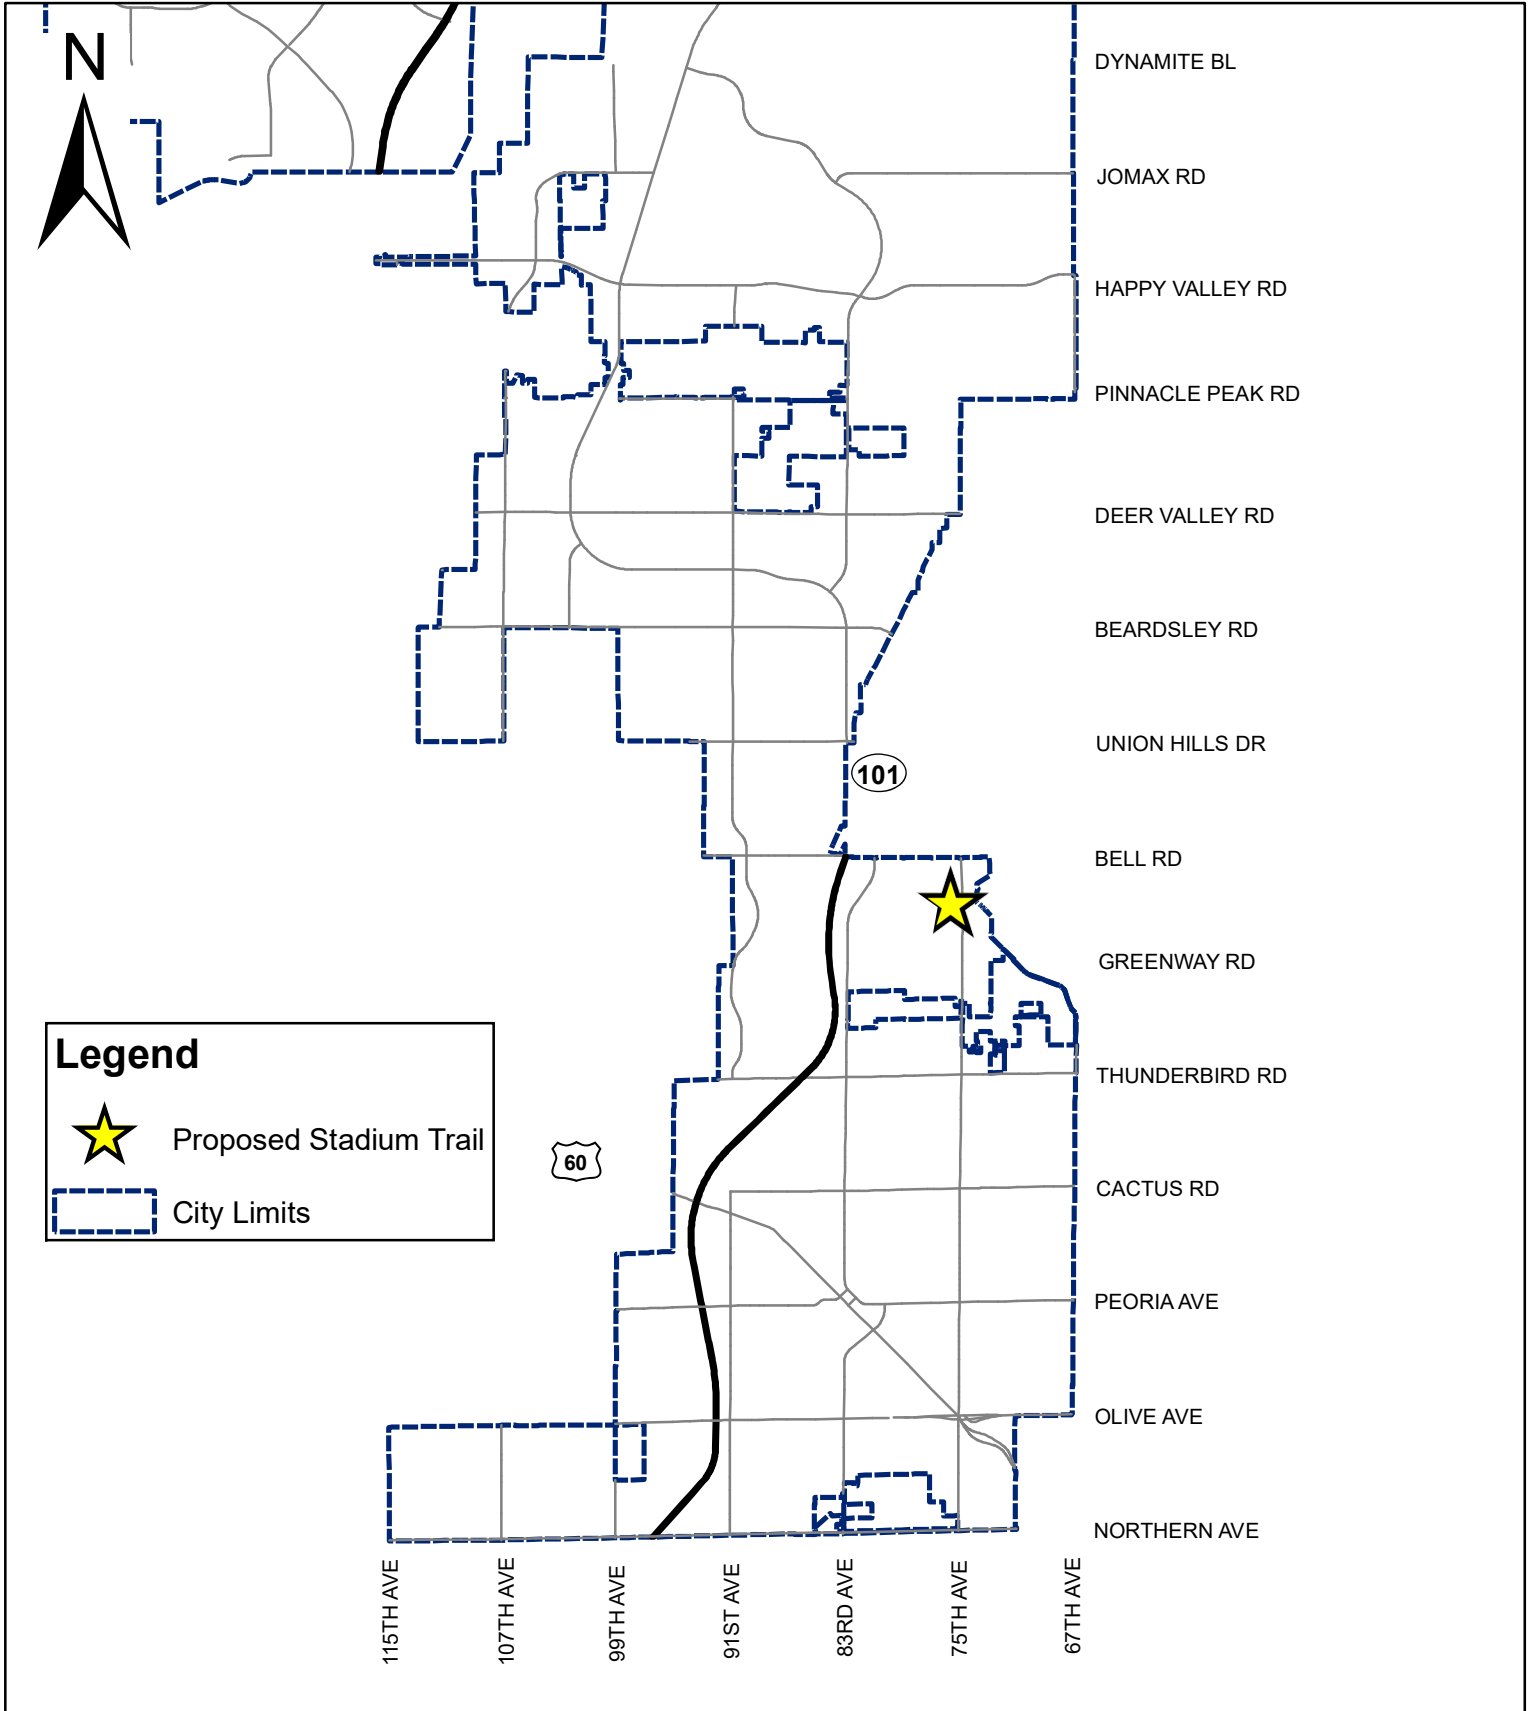 N
DYNAMITE BL
JOMAX RD
HAPPY VALLEY RD
PINNACLE PEAK RD
DEER VALLEY RD
BEARDSLEY RD
UNION HILLS DR
101
BELL RD
GREENWAY RD
Legend
THUNDERBIRD RD
Proposed Stadium Trail
60
CACTUS RD
City Limits
PEORIA AVE
OLIVE AVE
NORTHERN AVE
115TH AVE
107TH AVE
99TH AVE
91ST AVE
83RD AVE
75TH AVE
67TH AVE